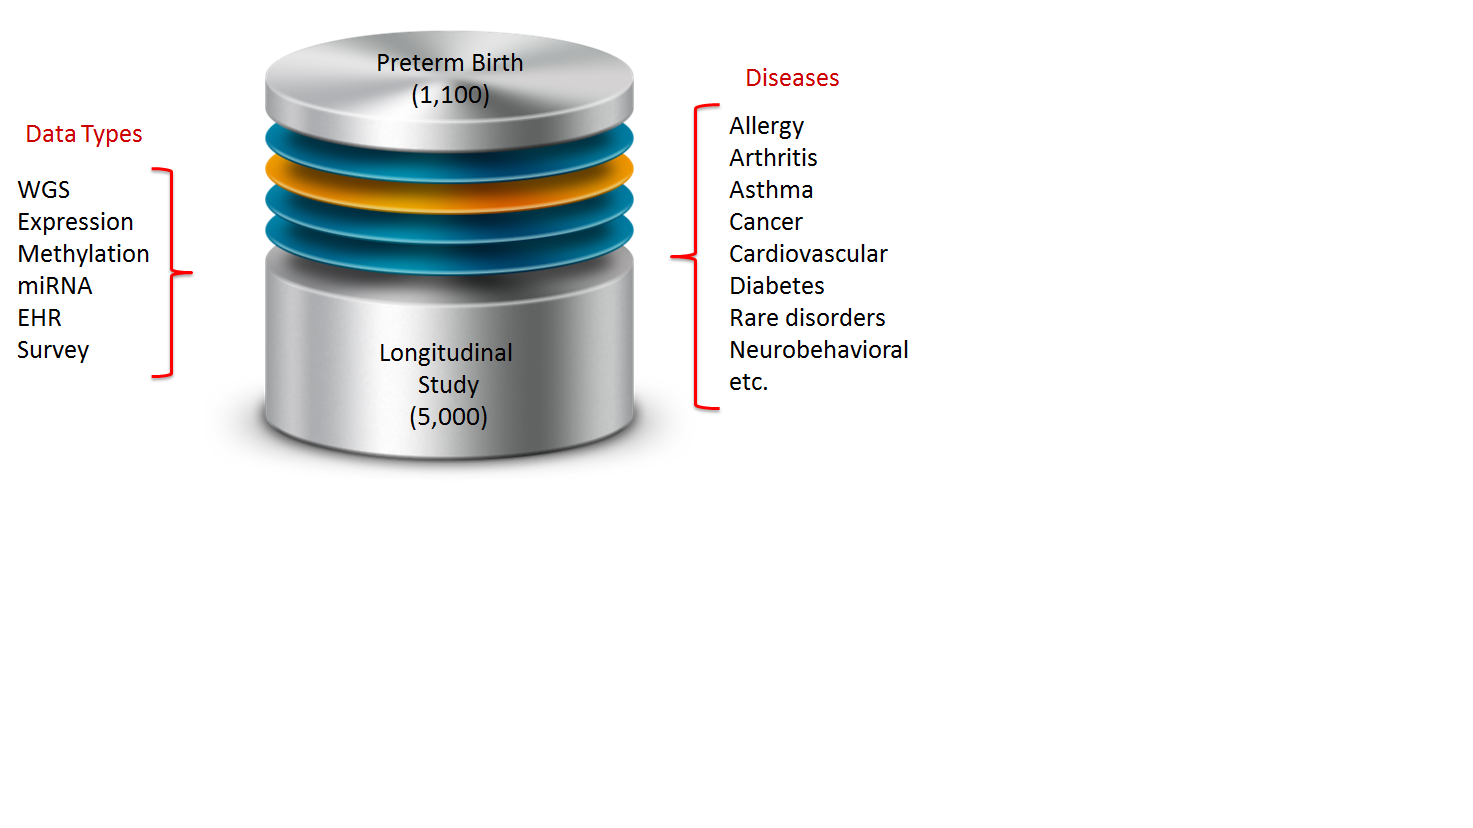 Preterm Birth
(1,100)
Data Types
WGS
Expression
Methylation
miRNA
EHR
Survey
Longitudinal
Study
(5,000)
Diseases
Allergy
Arthritis
Asthma
Cancer
Cardiovascular
Diabetes
Rare disorders
Neurobehavioral
etc.